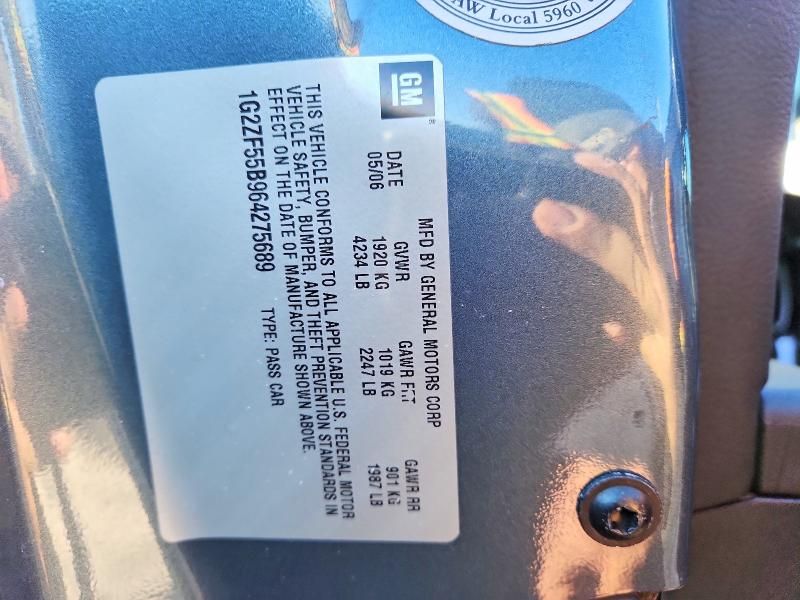 AW Local 5960
GM
MFD BY GENERAL MOTORS CORP
DATE GVWR GAWR FRT GAWR RR
05/06 1920 KG 1019 KG 901 KG
4234 LB 2247 LB 1987 LB
THIS VEHICLE CONFORMS TO ALL APPLICABLE U.S. FEDERAL MOTOR
VEHICLE SAFETY, BUMPER, AND THEFT PREVENTION STANDARDS IN
EFFECT ON THE DATE OF MANUFACTURE SHOWN ABOVE.
1G2ZF55B964275689 TYPE: PASS CAR